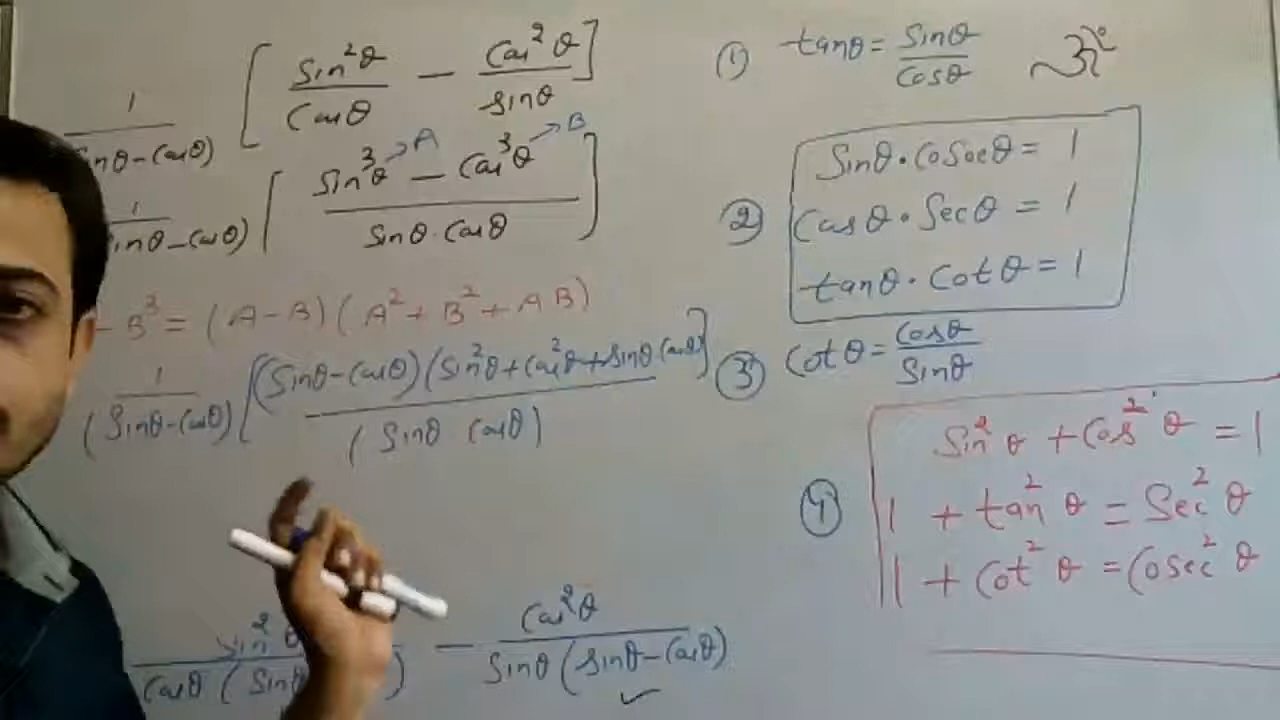 1/(sinθ-Cosθ) [ Sin²θ/Cosθ - Cos²θ/sinθ ]
1/(sinθ-Cosθ) [ Sin³θ → A - Cos³θ → B / Sinθ.Cosθ ]
- B³ = (A-B)(A²+B²+AB)
1/(Sinθ-Cosθ) [ (Sinθ-Cosθ)(Sin²θ+Cos²θ+Sinθ Cosθ) / (Sinθ Cosθ) ]
Sin²θ/Cosθ(Sinθ ) - Cos²θ/Sinθ(Sinθ-Cosθ) ✓
① tanθ = Sinθ/Cosθ
ॐ
② Sinθ.Cosecθ = 1
Cosθ.Secθ = 1
tanθ.Cotθ = 1
③ Cotθ = Cosθ/Sinθ
④ Sin²θ + Cos²θ = 1
1 + tan²θ = Sec²θ
1 + Cot²θ = Cosec²θ